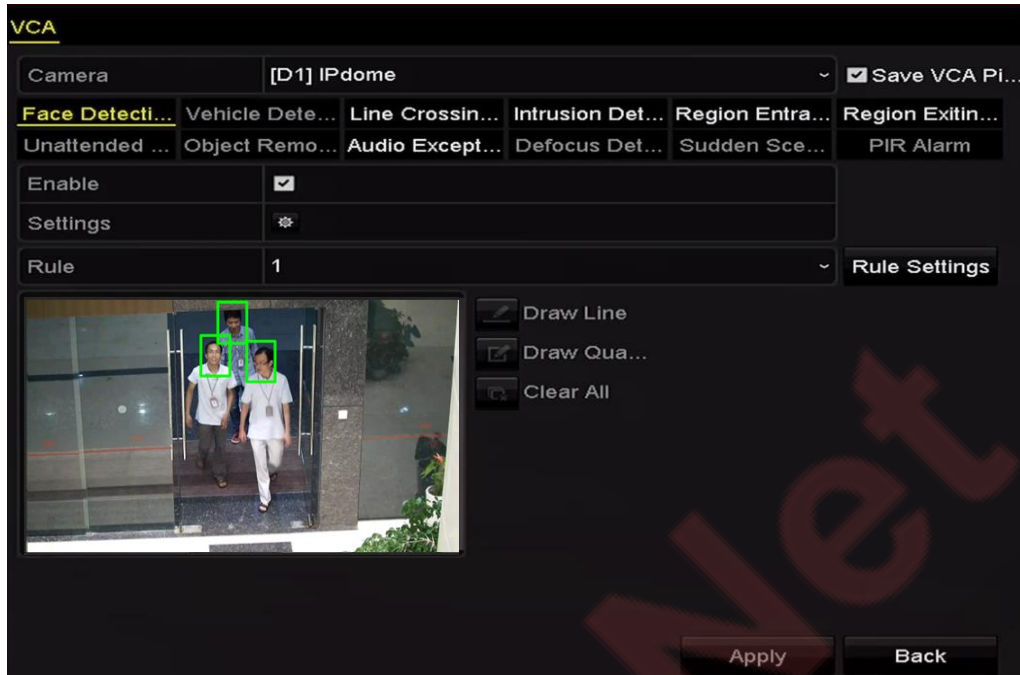 VCA
Camera [D1] IPdome Save VCA Pi...
Face Detecti... Vehicle Dete... Line Crossin... Intrusion Det... Region Entra... Region Exitin...
Unattended ... Object Remo... Audio Except... Defocus Det... Sudden Sce... PIR Alarm
Enable
Settings
Rule 1 Rule Settings
Draw Line
Draw Qua...
Clear All
Net
Apply Back